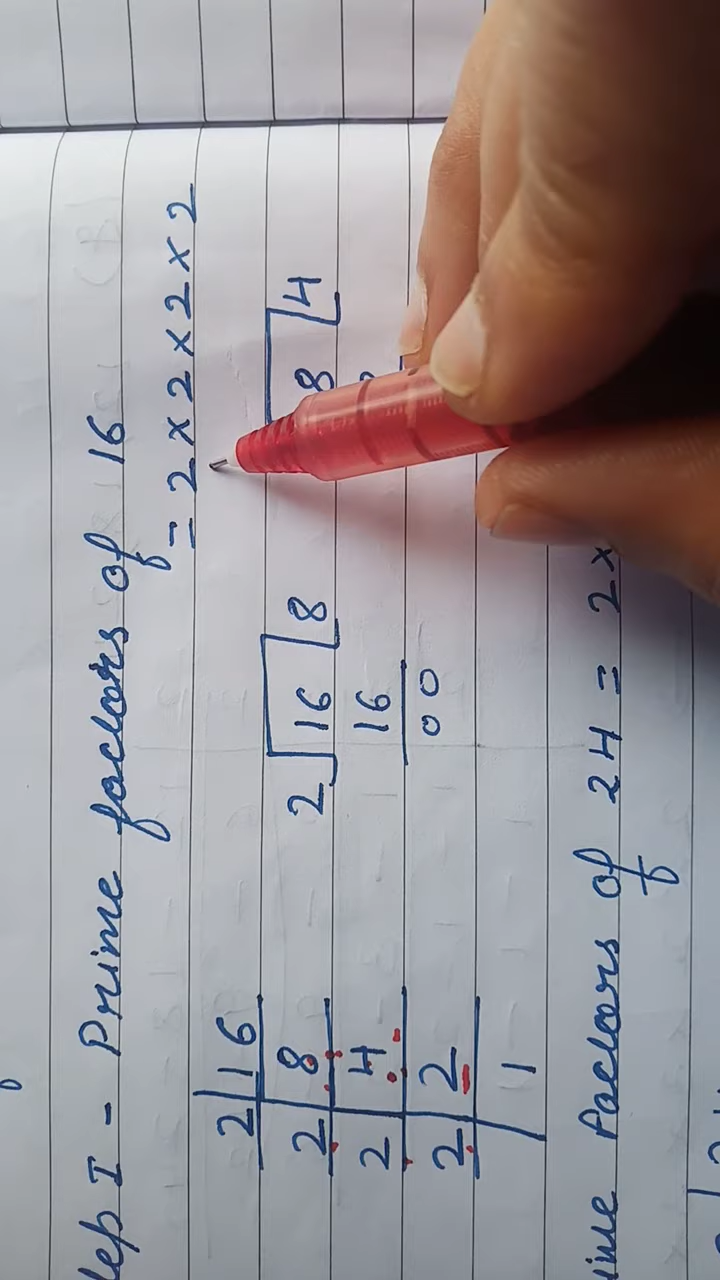 Step I - Prime factors of 16
= 2 × 2 × 2 × 2
2 | 16
2 | 8
2 | 4
2 | 2
1
2 16 8
16
00
8 4
Prime Factors of 24 = 2 ×